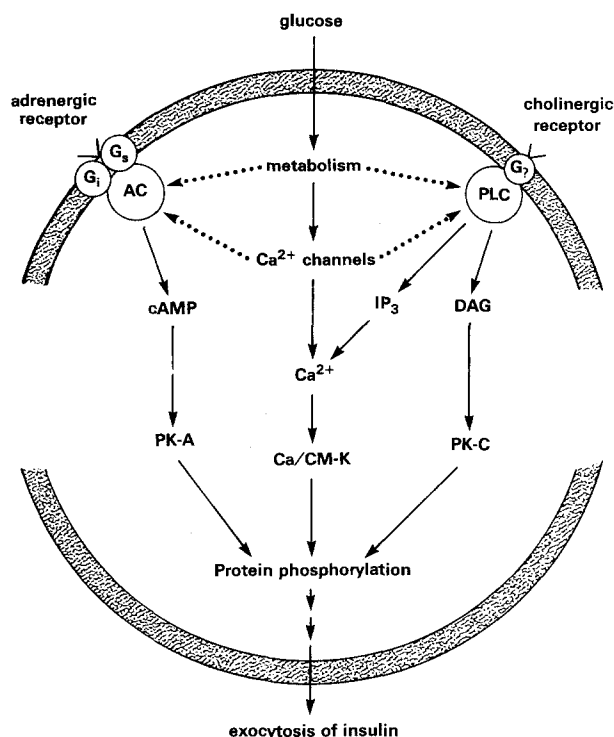 glucose
adrenergic
receptor
cholinergic
receptor
Gs
Gi
AC
metabolism
G?
PLC
Ca2+ channels
cAMP
IP3
DAG
Ca2+
PK-A
Ca/CM-K
PK-C
Protein phosphorylation
exocytosis of insulin